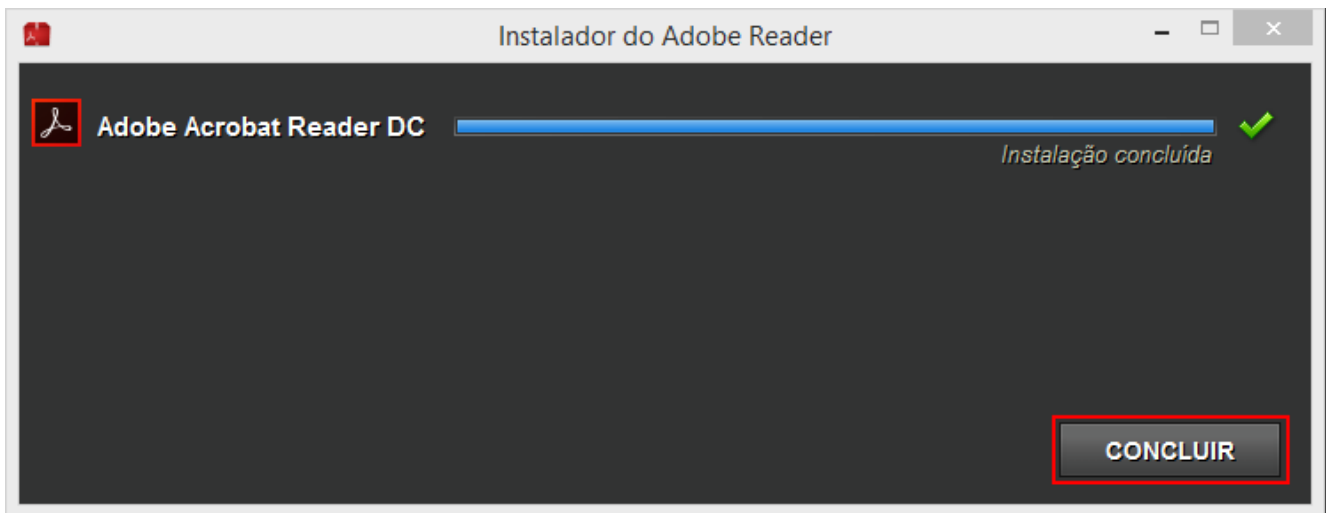 Instalador do Adobe Reader
Adobe Acrobat Reader DC
Instalação concluída
CONCLUIR